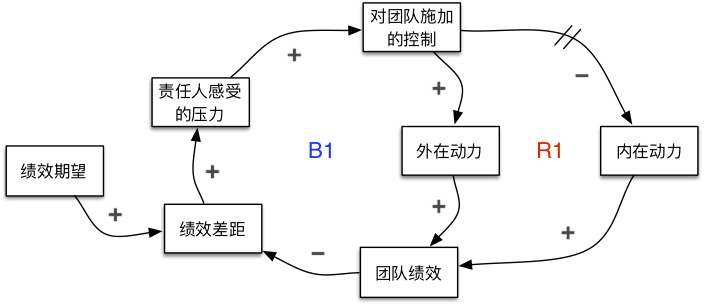 对团队施加
的控制
+
−
责任人感受
的压力
+
外在动力
B1
R1
内在动力
绩效期望
+
+
绩效差距
+
+
−
团队绩效